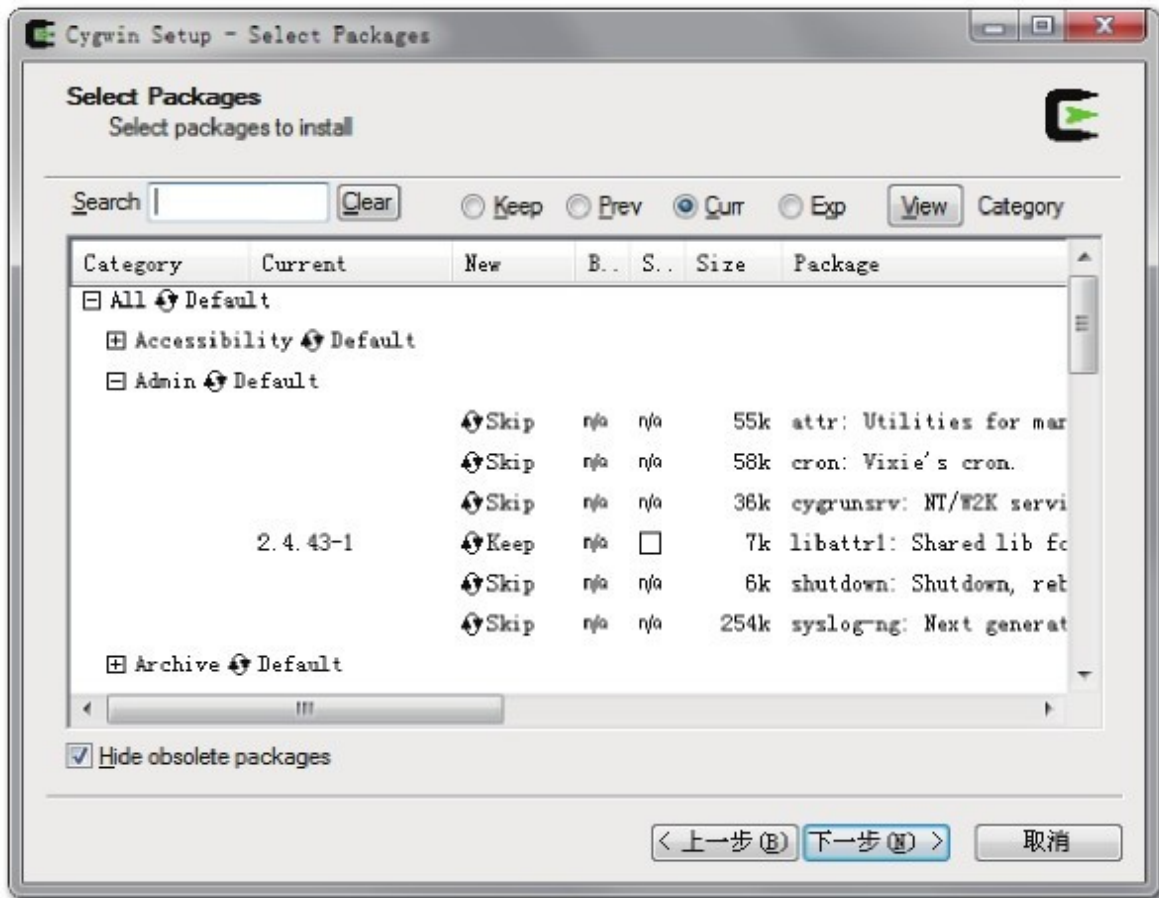 Cygwin Setup - Select Packages
Select Packages
Select packages to install
Search Clear Keep Prev Curr Exp View Category
Category Current New B.. S.. Size Package
All Default
Accessibility Default
Admin Default
Skip n/a n/a 55k attr: Utilities for mar
Skip n/a n/a 58k cron: Vixie's cron.
Skip n/a n/a 36k cygrunsrv: NT/W2K servi
2.4.43-1 Keep n/a 7k libattr1: Shared lib fo
Skip n/a n/a 6k shutdown: Shutdown, reb
Skip n/a n/a 254k syslog-ng: Next generat
Archive Default
Hide obsolete packages
< 上一步(B) 下一步(N) > 取消